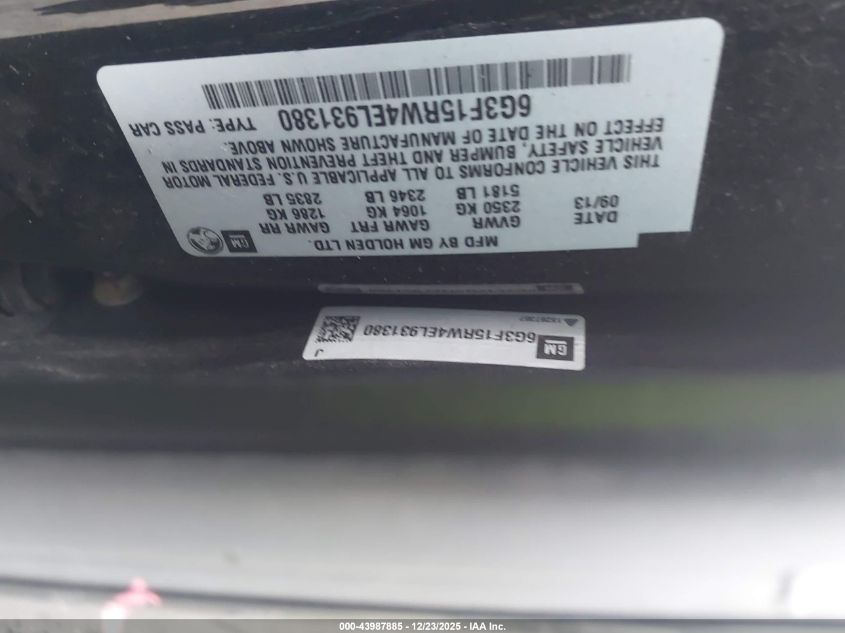 GM MFD BY GM HOLDEN LTD.
DATE GVWR GAWR FRT GAWR RR
09/13 2350 KG 1064 KG 1286 KG
5181 LB 2346 LB 2835 LB
THIS VEHICLE CONFORMS TO ALL APPLICABLE U.S. FEDERAL MOTOR
VEHICLE SAFETY, BUMPER AND THEFT PREVENTION STANDARDS IN
EFFECT ON THE DATE OF MANUFACTURE SHOWN ABOVE.
6G3F15RW4EL931380 TYPE: PASS CAR
GM 6G3F15RW4EL931380 J
000-43987885 - 12/23/2025 - IAA Inc.